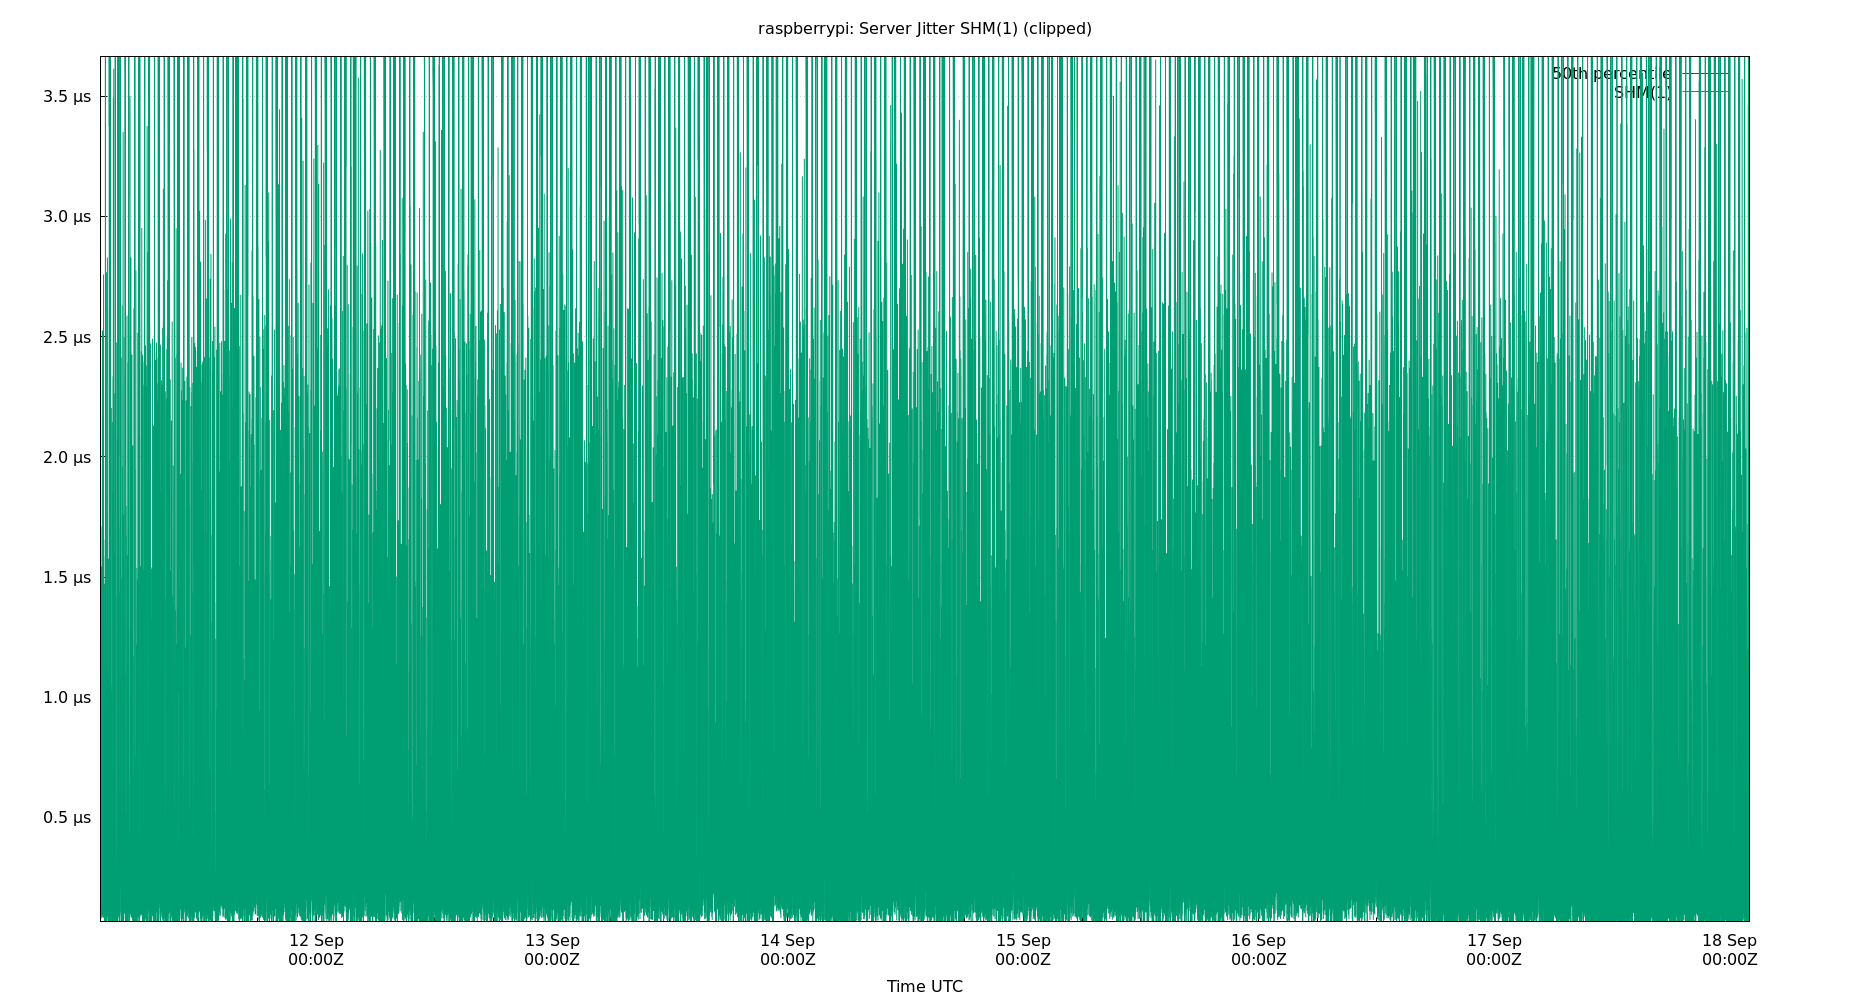 raspberrypi: Server Jitter SHM(1) (clipped)
50th percentile
SHM(1)
3.5 µs
3.0 µs
2.5 µs
2.0 µs
1.5 µs
1.0 µs
0.5 µs
12 Sep 13 Sep 14 Sep 15 Sep 16 Sep 17 Sep 18 Sep
00:00Z 00:00Z 00:00Z 00:00Z 00:00Z 00:00Z 00:00Z
Time UTC